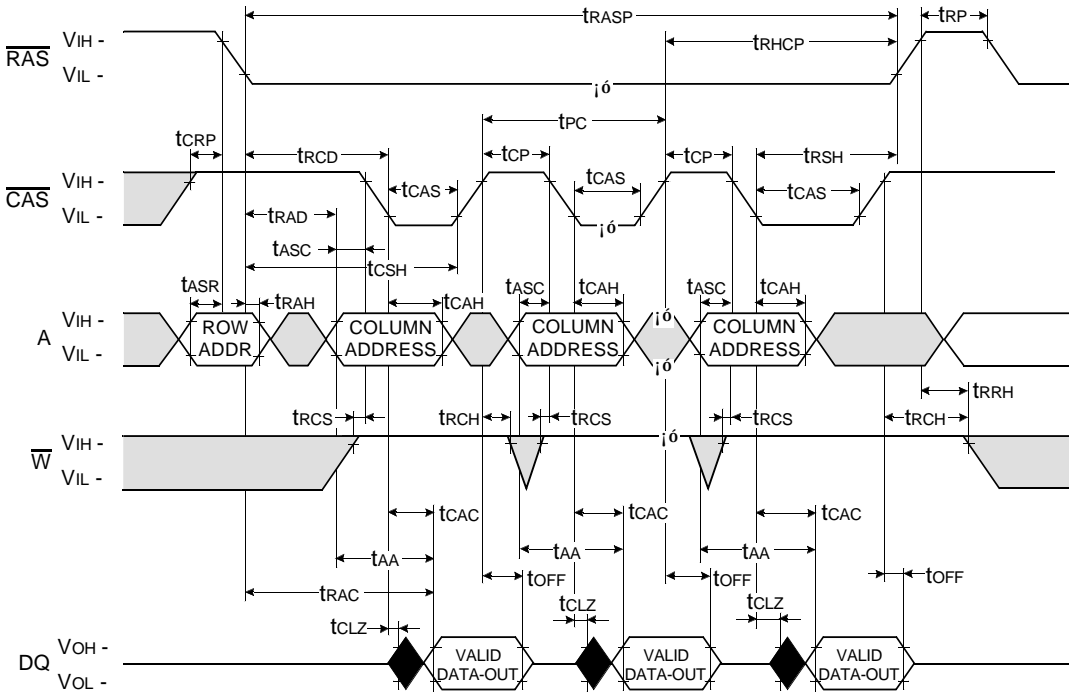 tRASP tRP
VIH -
RAS
tRHCP
VIL -
¡ó
tPC
tCRP tRCD tCP tCP tRSH
VIH -
CAS
tCAS tCAS tCAS
VIL -
¡ó
tRAD
tASC
tCSH
tASR tRAH tCAH tASC tCAH tASC tCAH
VIH -
A
VIL -
ROW
ADDR.
COLUMN
ADDRESS
COLUMN
ADDRESS
¡ó
¡ó
COLUMN
ADDRESS
tRRH
tRCS tRCH tRCS tRCS tRCH
VIH -
W
VIL -
¡ó
tCAC tCAC tCAC
tAA tAA tAA
tOFF tOFF tOFF
tRAC
tCLZ tCLZ tCLZ
VOH -
DQ
VOL -
VALID
DATA-OUT
VALID
DATA-OUT
VALID
DATA-OUT